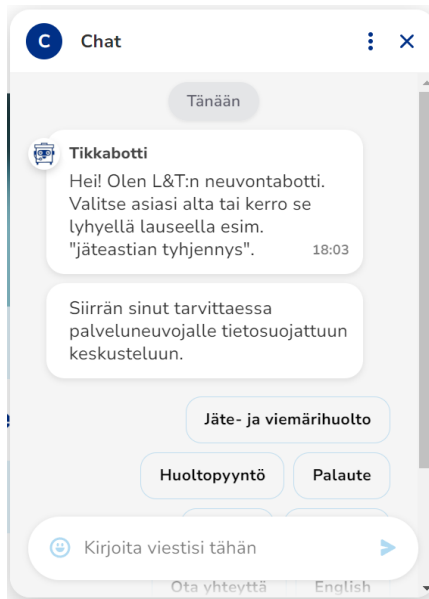 C Chat
Tänään
Tikkabotti
Hei! Olen L&T:n neuvontabotti.
Valitse asiasi alta tai kerro se
lyhyellä lauseella esim.
"jäteastian tyhjennys". 18:03
Siirrän sinut tarvittaessa
palveluneuvojalle tietosuojattuun
keskusteluun.
Jäte- ja viemärihuolto
Huoltopyyntö Palaute
Kirjoita viestisi tähän
Ota yhteyttä English